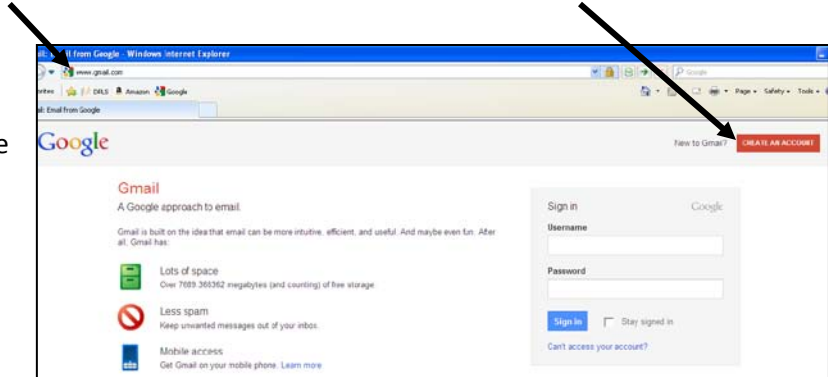 Gmail from Google - Windows Internet Explorer
www.gmail.com
Google
DRLS Amazon Google
Page Safety Tools
Email from Google
e
Google
New to Gmail? CREATE AN ACCOUNT
Gmail
A Google approach to email.
Gmail is built on the idea that email can be more intuitive, efficient, and useful. And maybe even fun. After
all, Gmail has:
Lots of space
Over 7689.368362 megabytes (and counting) of free storage.
Less spam
Keep unwanted messages out of your inbox.
Mobile access
Get Gmail on your mobile phone. Learn more
Sign in Google
Username
Password
Sign in Stay signed in
Can't access your account?